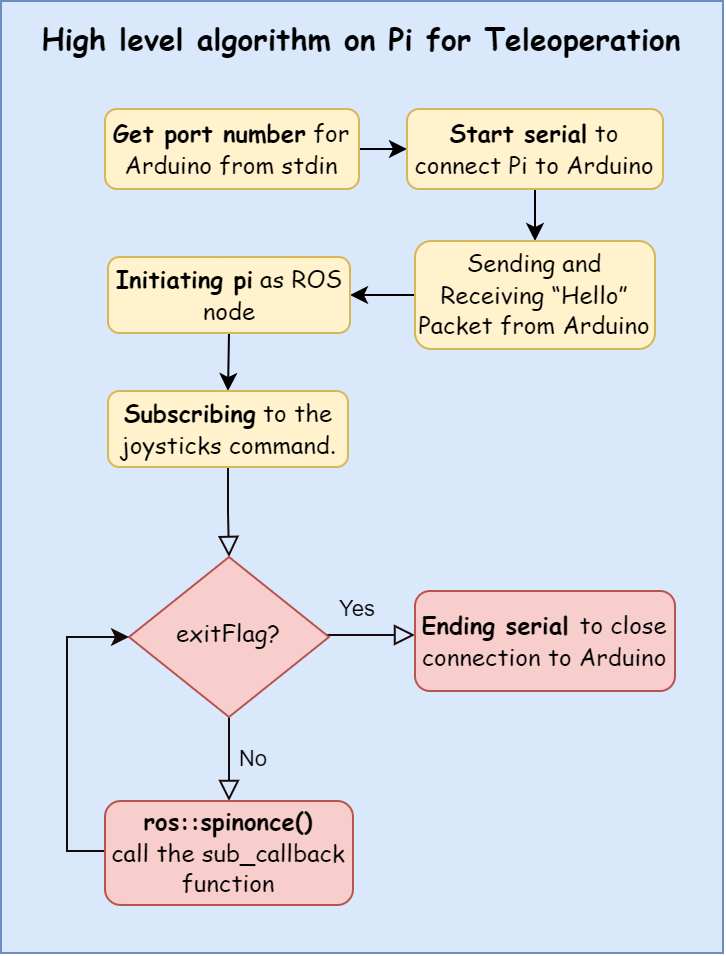 High level algorithm on Pi for Teleoperation
Get port number for
Arduino from stdin
Start serial to
connect Pi to Arduino
Sending and
Receiving “Hello”
Packet from Arduino
Initiating pi as ROS
node
Subscribing to the
joysticks command.
exitFlag?
Yes
Ending serial to close
connection to Arduino
No
ros::spinonce()
call the sub_callback
function